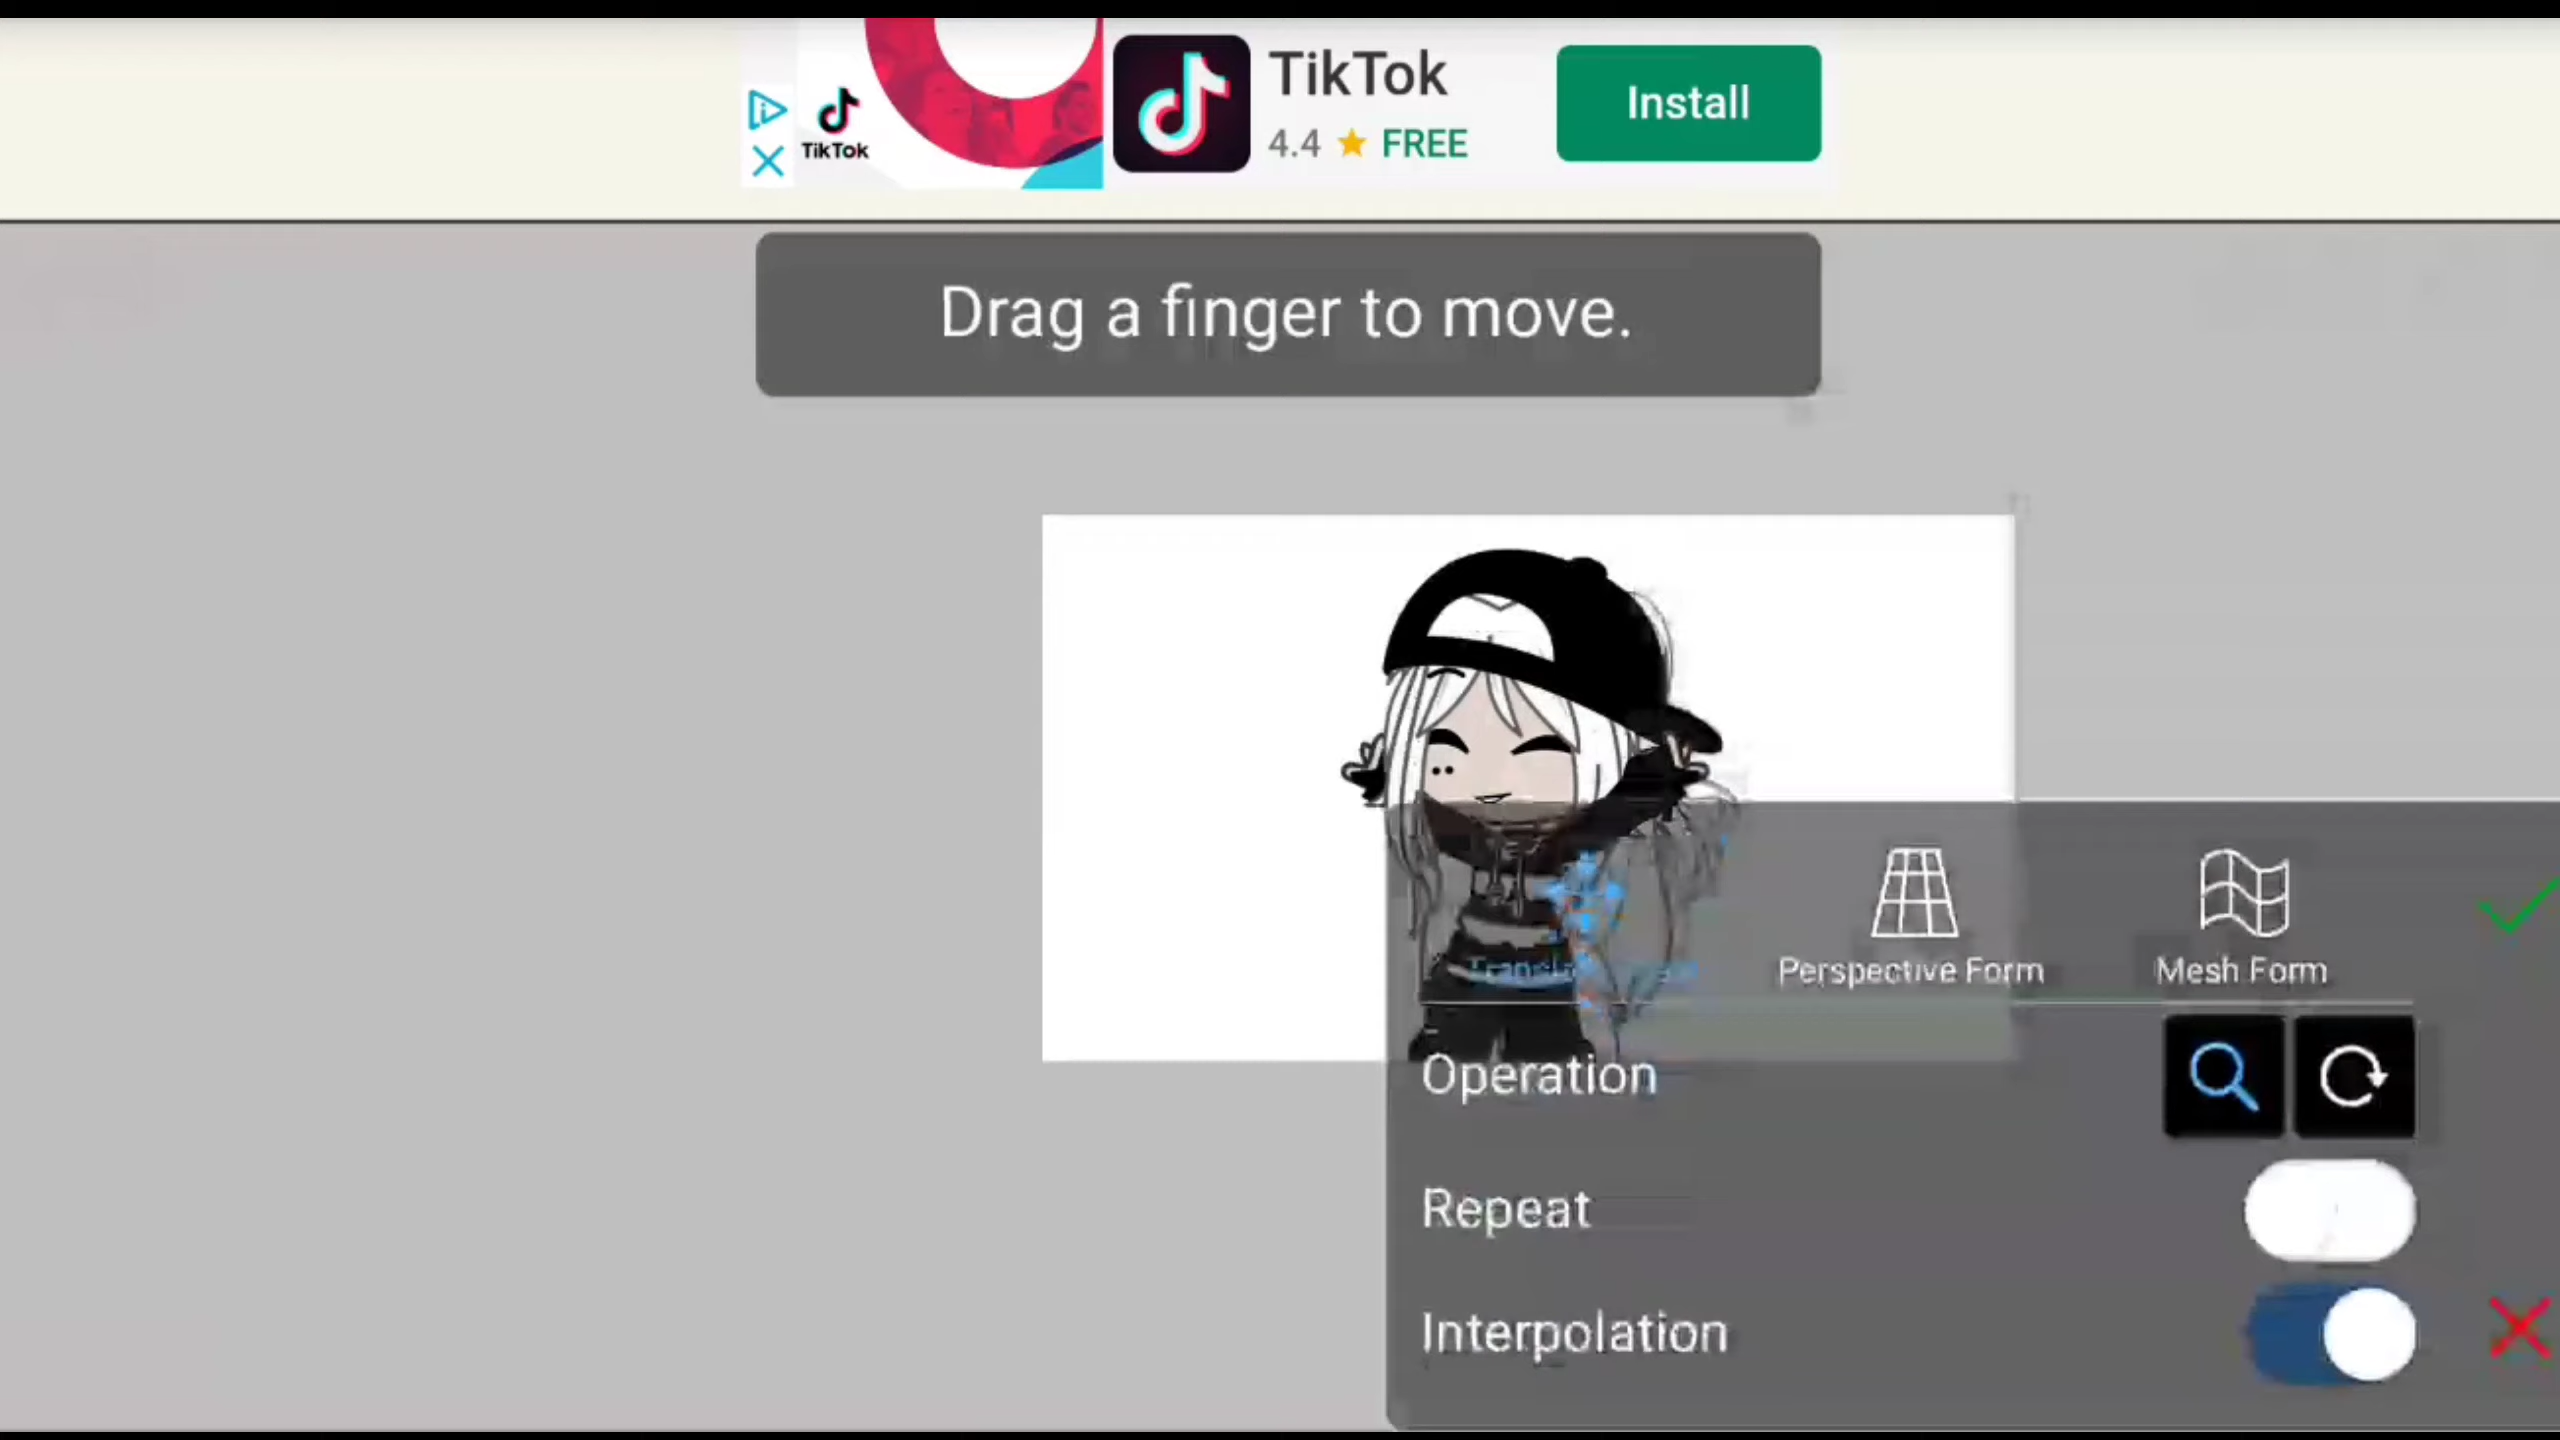 TikTok
TikTok
4.4 ★ FREE
Install
Drag a finger to move.
Perspective Form
Mesh Form
Operation
Repeat
Interpolation